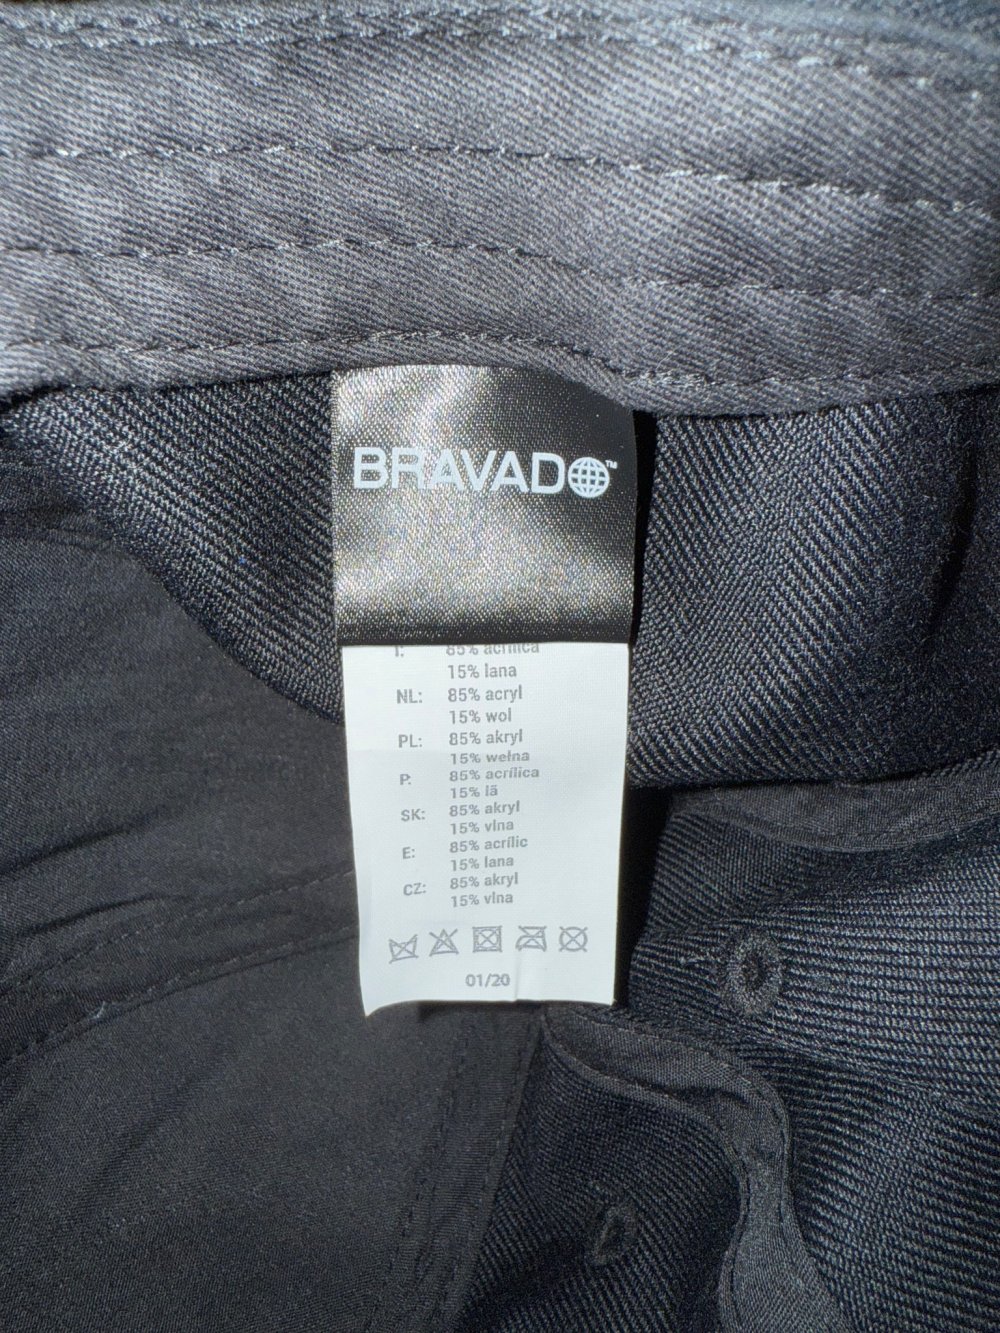 BRAVADO™
I: 85% acrilica
15% lana
NL: 85% acryl
15% wol
PL: 85% akryl
15% wełna
P: 85% acrílica
15% lã
SK: 85% akryl
15% vlna
E: 85% acrílic
15% lana
CZ: 85% akryl
15% vlna
01/20